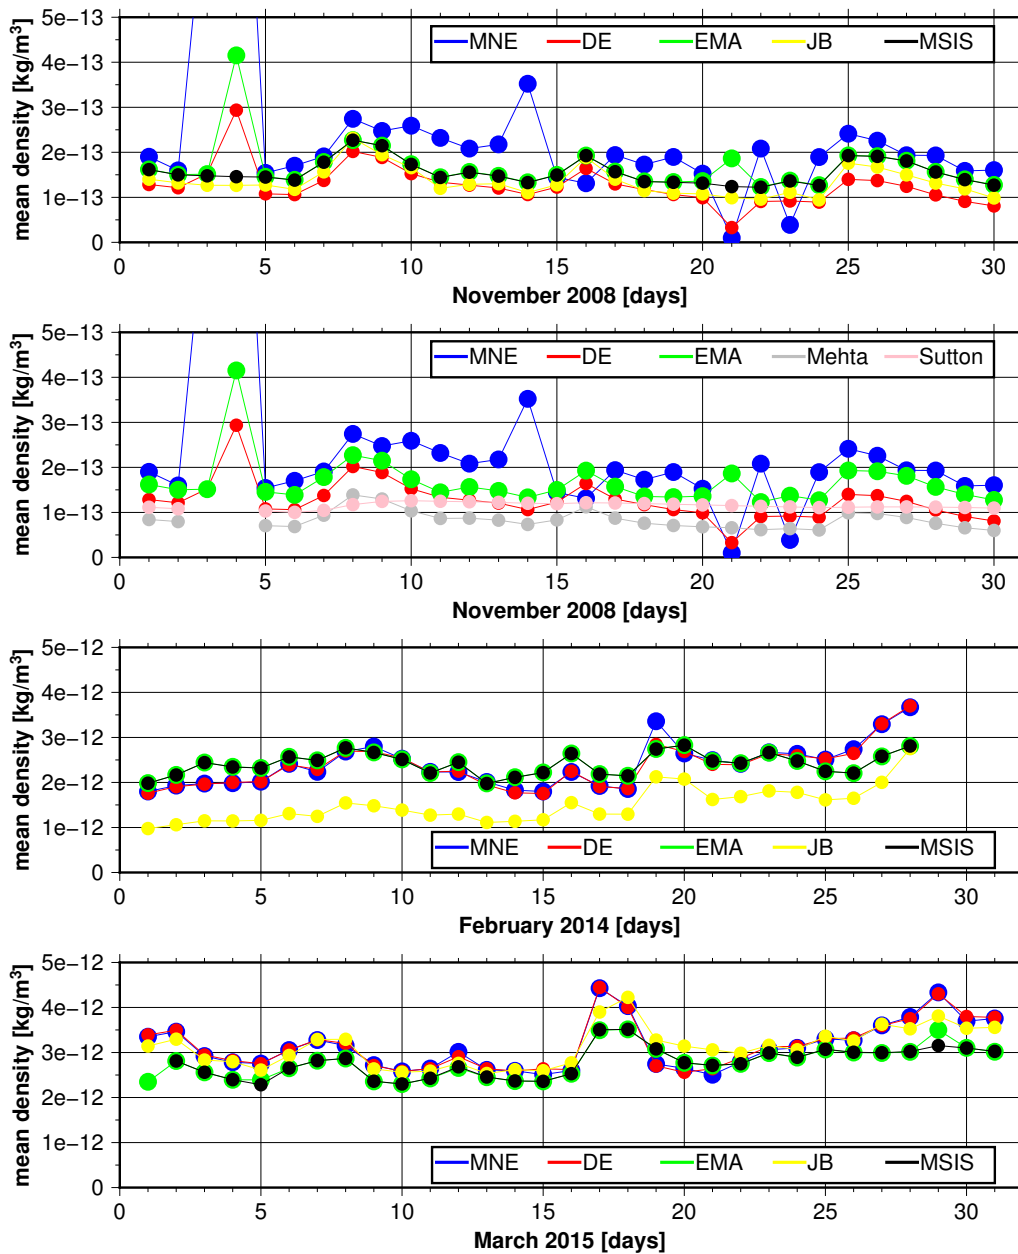 mean density [kg/m³]
5e−13
4e−13
3e−13
2e−13
1e−13
0
MNE DE EMA JB MSIS
0 5 10 15 20 25 30
November 2008 [days]
mean density [kg/m³]
5e−13
4e−13
3e−13
2e−13
1e−13
0
MNE DE EMA Mehta Sutton
0 5 10 15 20 25 30
November 2008 [days]
mean density [kg/m³]
5e−12
4e−12
3e−12
2e−12
1e−12
0
MNE DE EMA JB MSIS
0 5 10 15 20 25 30
February 2014 [days]
mean density [kg/m³]
5e−12
4e−12
3e−12
2e−12
1e−12
0
MNE DE EMA JB MSIS
0 5 10 15 20 25 30
March 2015 [days]